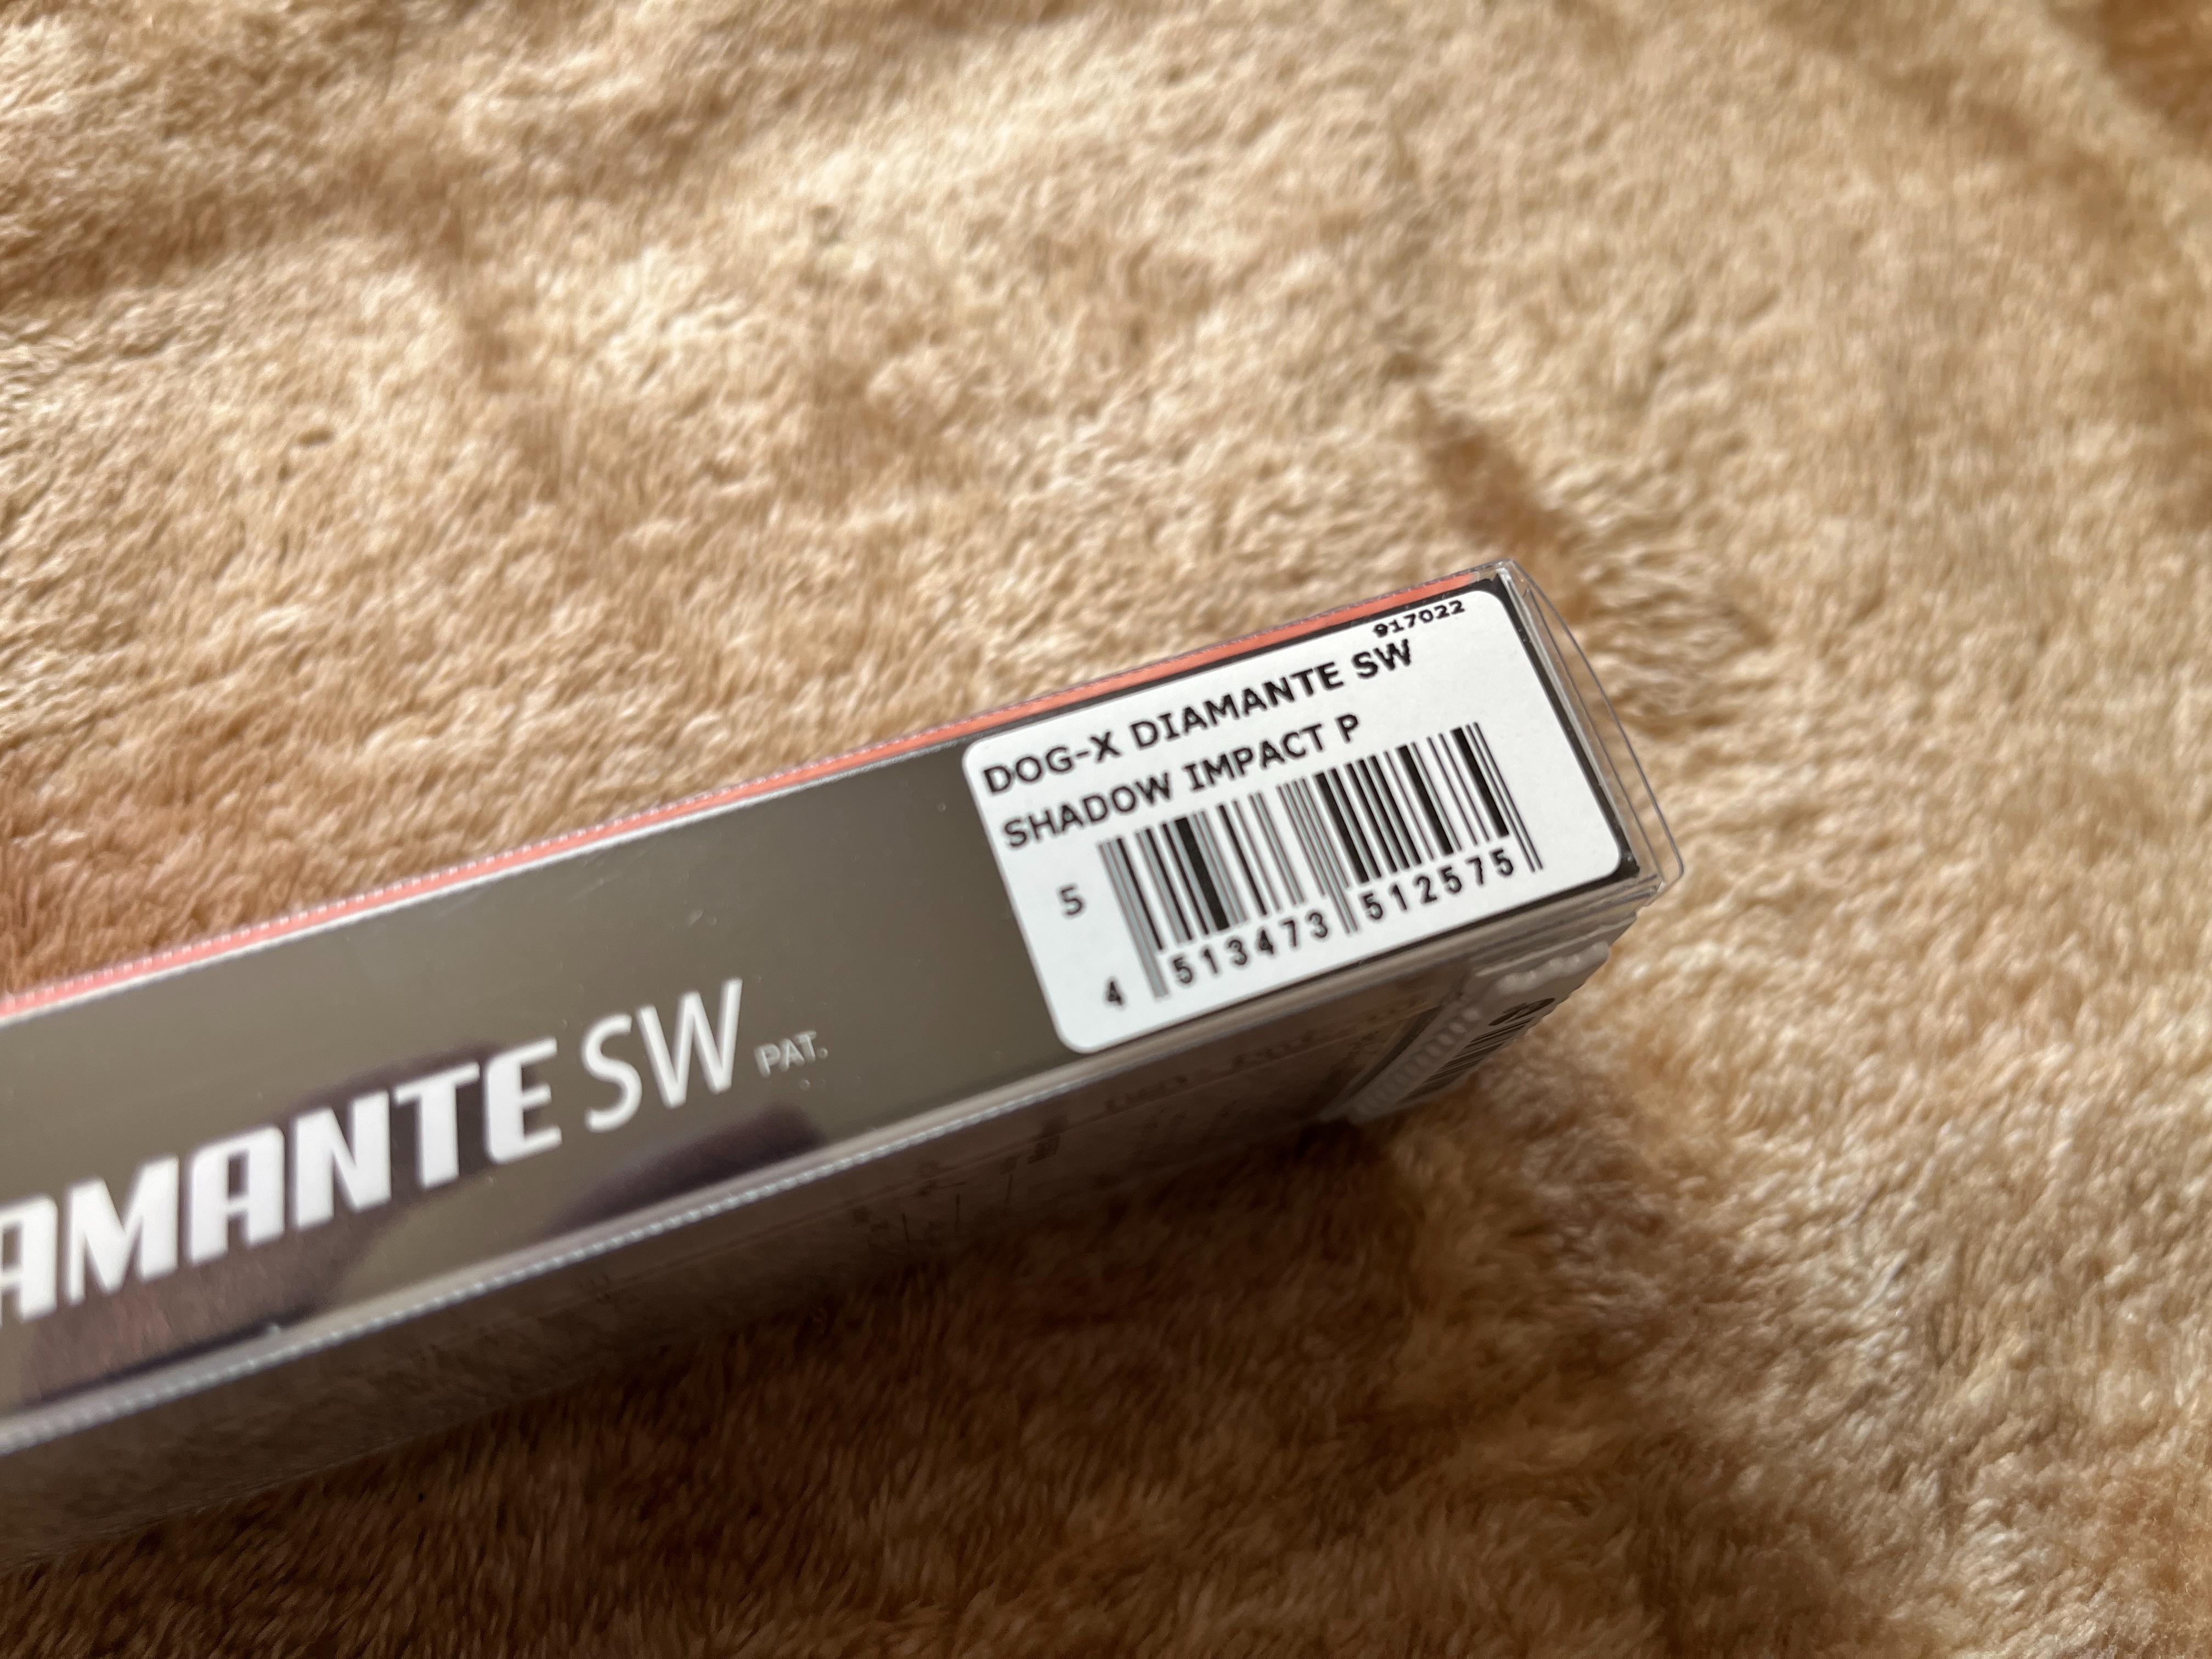 917022
DOG-X DIAMANTE SW
SHADOW IMPACT P
5
4 513473 512575
AMANTE SW PAT.